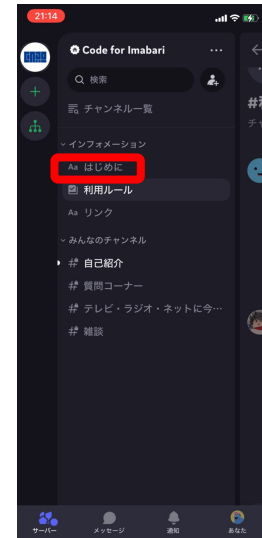 21:14
Code for Imabari
検索
チャンネル一覧
インフォメーション
Aa はじめに
利用ルール
Aa リンク
みんなのチャンネル
自己紹介
質問コーナー
テレビ・ラジオ・ネットに今…
雑談
サーバー
メッセージ
通知
あなた